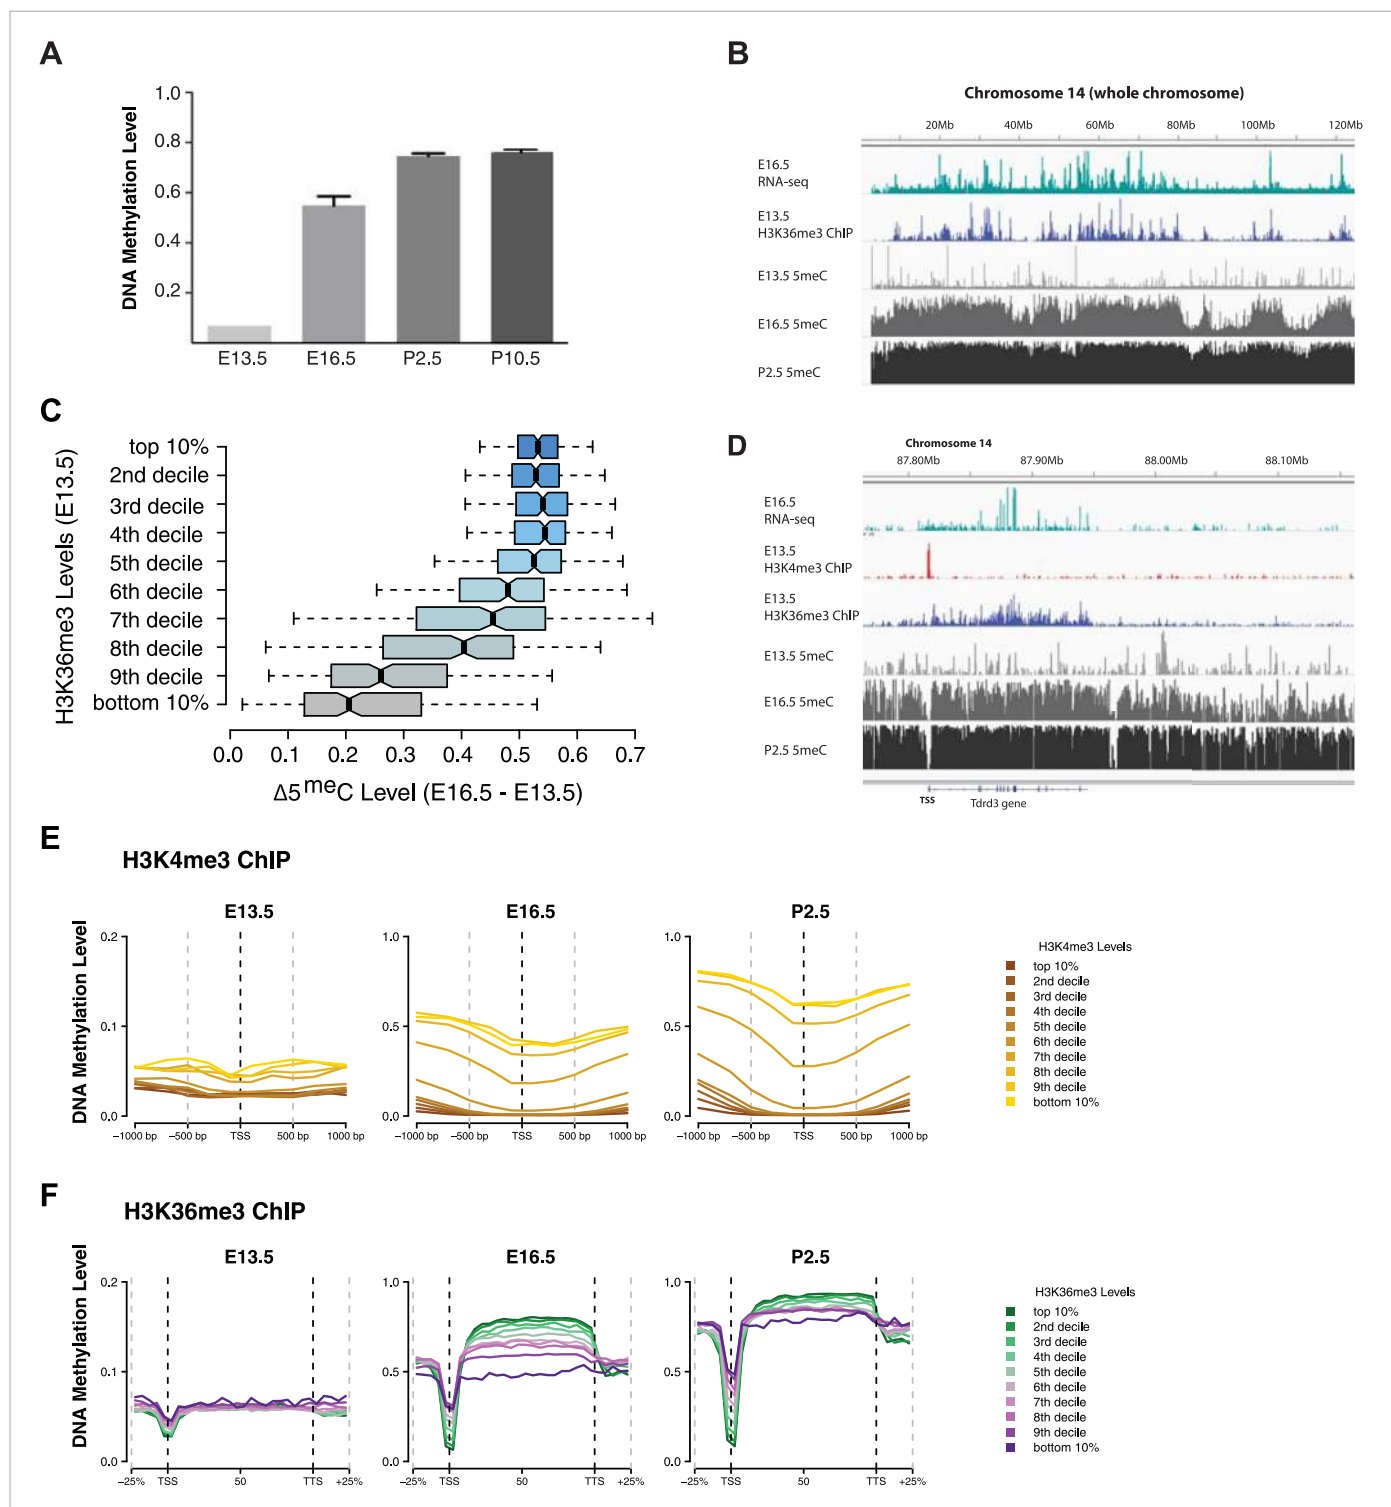 A
DNA Methylation Level
1.0
0.8
0.6
0.4
0.2
E13.5 E16.5 P2.5 P10.5
B
Chromosome 14 (whole chromosome)
20Mb 40Mb 60Mb 80Mb 100Mb 120Mb
E16.5
RNA-seq
E13.5
H3K36me3 ChIP
E13.5 5meC
E16.5 5meC
P2.5 5meC
C
H3K36me3 Levels (E13.5)
top 10%
2nd decile
3rd decile
4th decile
5th decile
6th decile
7th decile
8th decile
9th decile
bottom 10%
0.0 0.1 0.2 0.3 0.4 0.5 0.6 0.7
Δ5meC Level (E16.5 - E13.5)
D
Chromosome 14
87.80Mb 87.90Mb 88.00Mb 88.10Mb
E16.5
RNA-seq
E13.5
H3K4me3 ChIP
E13.5
H3K36me3 ChIP
E13.5 5meC
E16.5 5meC
P2.5 5meC
TSS Tdrd3 gene
E
H3K4me3 ChIP
DNA Methylation Level
E13.5
0.2
0.1
0.0
−1000 bp −500 bp TSS 500 bp 1000 bp
E16.5
1.0
0.5
0.0
−1000 bp −500 bp TSS 500 bp 1000 bp
P2.5
1.0
0.5
0.0
−1000 bp −500 bp TSS 500 bp 1000 bp
H3K4me3 Levels
top 10%
2nd decile
3rd decile
4th decile
5th decile
6th decile
7th decile
8th decile
9th decile
bottom 10%
F
H3K36me3 ChIP
DNA Methylation Level
E13.5
0.2
0.1
0.0
−25% TSS 50 TTS +25%
E16.5
1.0
0.5
0.0
−25% TSS 50 TTS +25%
P2.5
1.0
0.5
0.0
−25% TSS 50 TTS +25%
H3K36me3 Levels
top 10%
2nd decile
3rd decile
4th decile
5th decile
6th decile
7th decile
8th decile
9th decile
bottom 10%